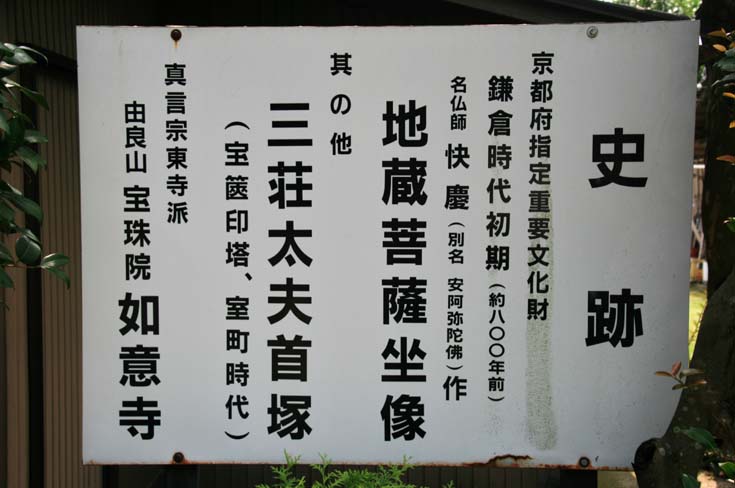 史跡
京都府指定重要文化財
鎌倉時代初期（約八〇〇年前）
名仏師 快慶（別名 安阿弥陀佛）作
地蔵菩薩坐像
其の他
三荘太夫首塚
（宝篋印塔、室町時代）
真言宗東寺派
由良山 宝珠院 如意寺